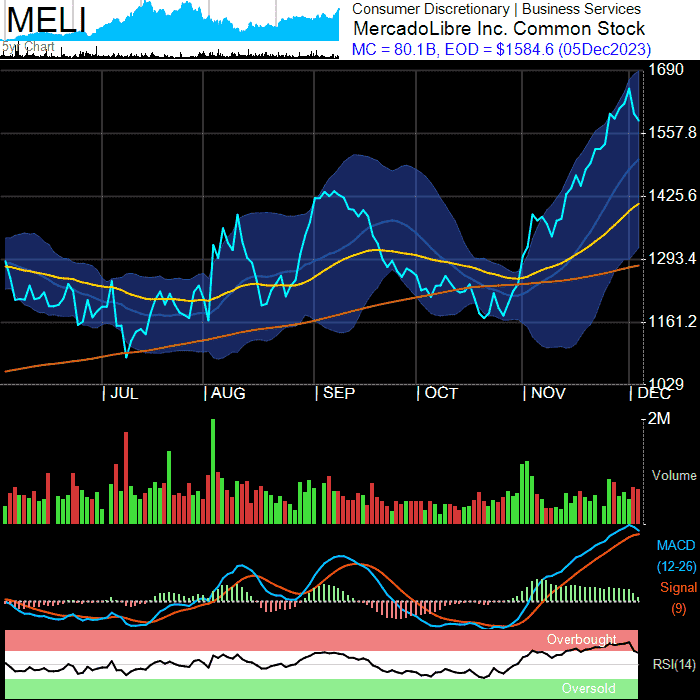 MELI
5yr Chart
Consumer Discretionary | Business Services
MercadoLibre Inc. Common Stock
MC = 80.1B, EOD = $1584.6 (05Dec2023)
1690
1557.8
1425.6
1293.4
1161.2
1029
JUL
AUG
SEP
OCT
NOV
DEC
2M
Volume
MACD
(12-26)
Signal
(9)
Overbought
RSI(14)
Oversold